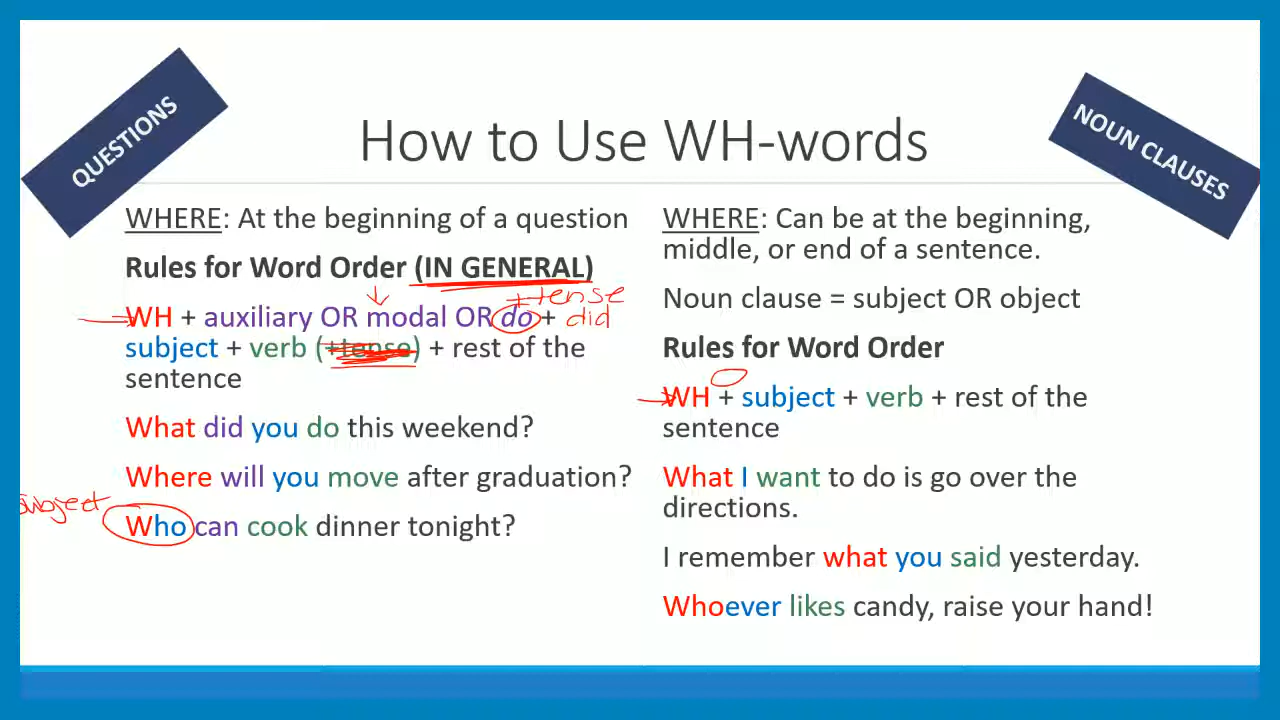 QUESTIONS
NOUN CLAUSES
How to Use WH-words
WHERE: At the beginning of a question
Rules for Word Order (IN GENERAL)
+tense
WH + auxiliary OR modal OR do + did
subject + verb (+tense) + rest of the
sentence
What did you do this weekend?
Where will you move after graduation?
subject
Who can cook dinner tonight?
WHERE: Can be at the beginning,
middle, or end of a sentence.
Noun clause = subject OR object
Rules for Word Order
WH + subject + verb + rest of the
sentence
What I want to do is go over the
directions.
I remember what you said yesterday.
Whoever likes candy, raise your hand!